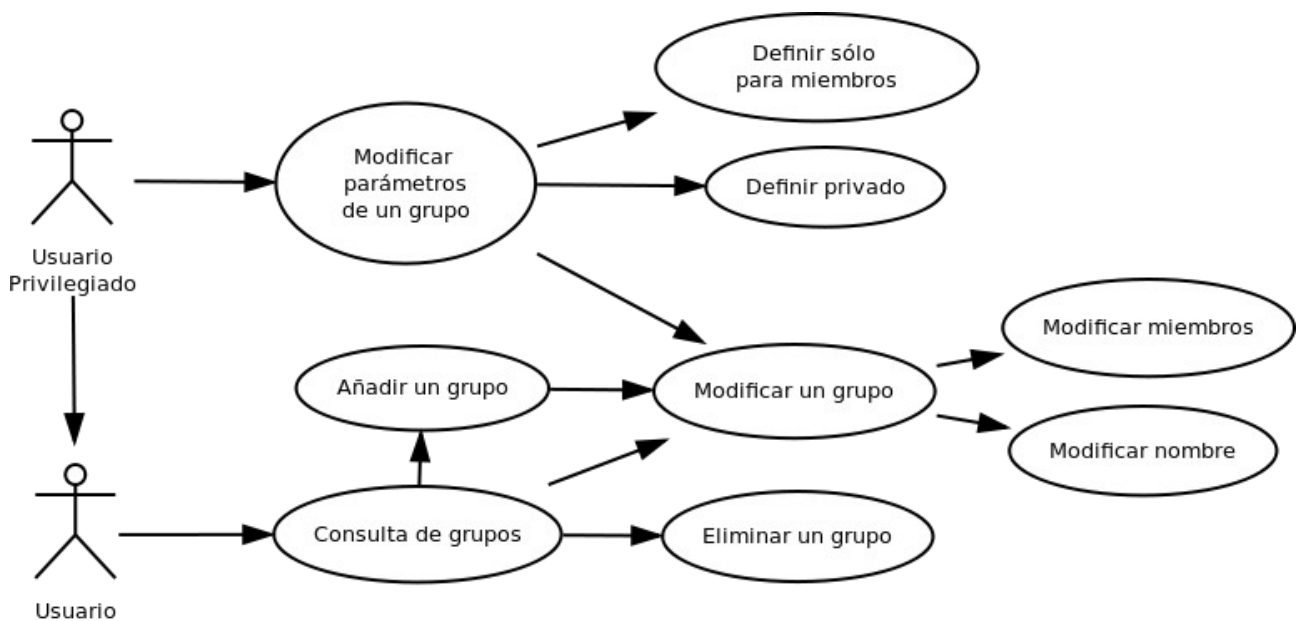 Definir sólo
para miembros
Modificar
parámetros
de un grupo
Definir privado
Usuario
Privilegiado
Modificar miembros
Añadir un grupo
Modificar un grupo
Modificar nombre
Consulta de grupos
Eliminar un grupo
Usuario